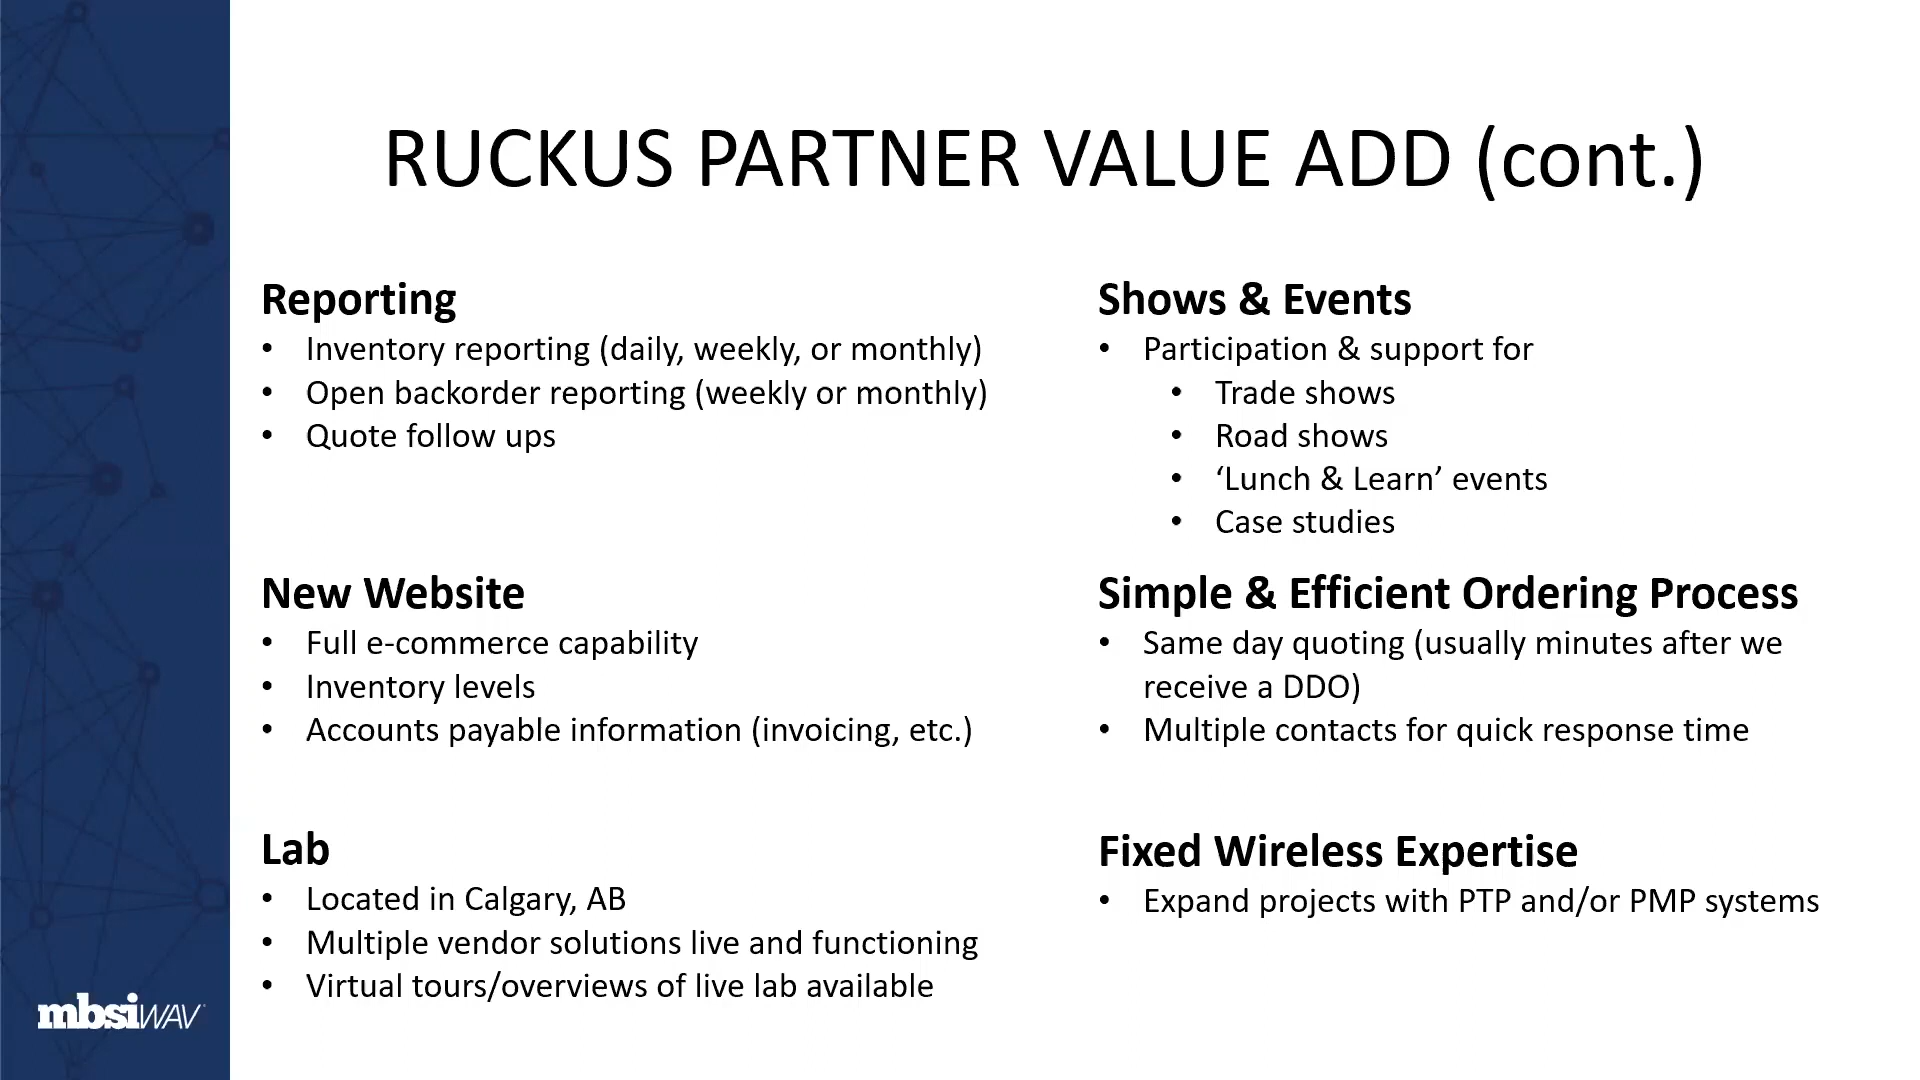 RUCKUS PARTNER VALUE ADD (cont.)
Reporting
• Inventory reporting (daily, weekly, or monthly)
• Open backorder reporting (weekly or monthly)
• Quote follow ups
New Website
• Full e-commerce capability
• Inventory levels
• Accounts payable information (invoicing, etc.)
Lab
• Located in Calgary, AB
• Multiple vendor solutions live and functioning
• Virtual tours/overviews of live lab available
Shows & Events
• Participation & support for
• Trade shows
• Road shows
• ‘Lunch & Learn’ events
• Case studies
Simple & Efficient Ordering Process
• Same day quoting (usually minutes after we
receive a DDO)
• Multiple contacts for quick response time
Fixed Wireless Expertise
• Expand projects with PTP and/or PMP systems
mbsiWAV